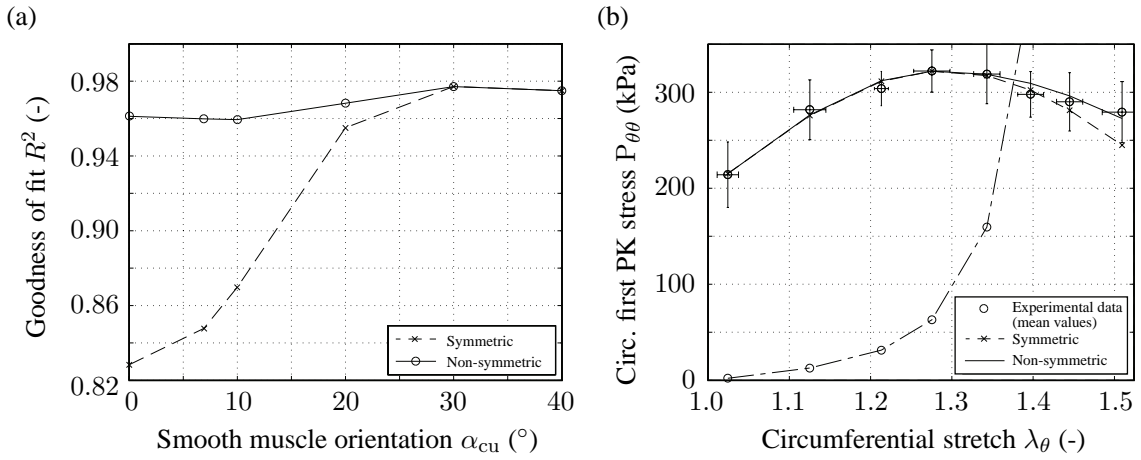 (a)
Goodness of fit R² (-)
0.98
0.94
0.90
0.86
0.82
0 10 20 30 40
Smooth muscle orientation α_cu (°)
Symmetric
Non-symmetric
(b)
Circ. first PK stress P_θθ (kPa)
300
200
100
0
1.0 1.1 1.2 1.3 1.4 1.5
Circumferential stretch λ_θ (-)
Experimental data
(mean values)
Symmetric
Non-symmetric